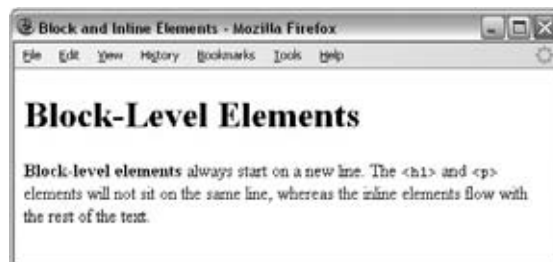 Block and Inline Elements - Mozilla Firefox
File Edit View History Bookmarks Tools Help
Block-Level Elements
Block-level elements always start on a new line. The <h1> and <p>
elements will not sit on the same line, whereas the inline elements flow with
the rest of the text.